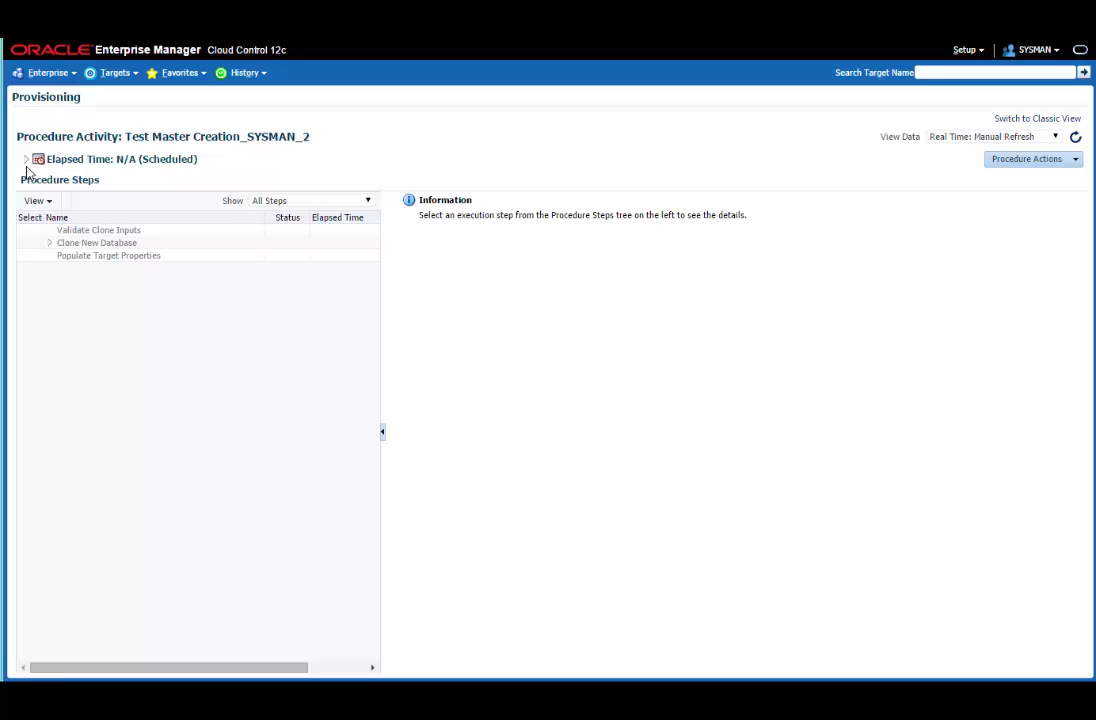 ORACLE Enterprise Manager Cloud Control 12c
Setup SYSMAN
Enterprise Targets Favorites History
Search Target Name
Provisioning
Switch to Classic View
Procedure Activity: Test Master Creation_SYSMAN_2
View Data Real Time: Manual Refresh
Elapsed Time: N/A (Scheduled)
Procedure Actions
Procedure Steps
View Show All Steps
Select Name Status Elapsed Time
Validate Clone Inputs
Clone New Database
Populate Target Properties
Information
Select an execution step from the Procedure Steps tree on the left to see the details.